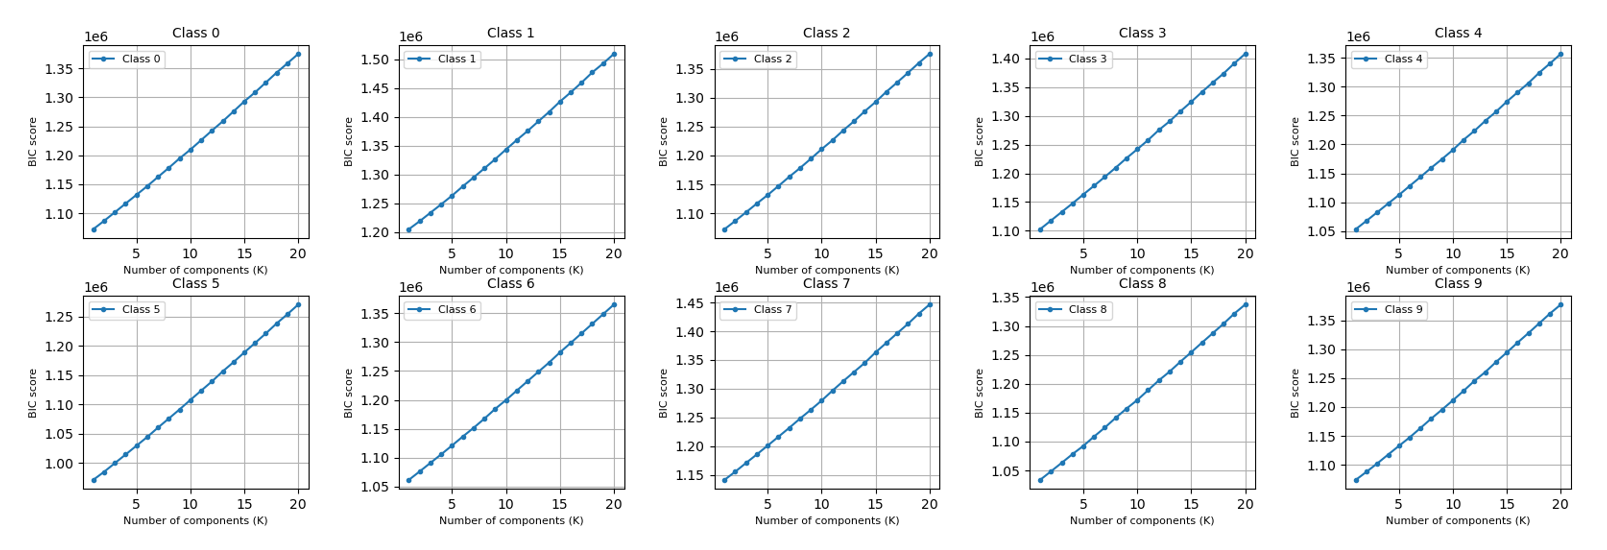 Class 0
1e6
Class 0
BIC score
1.35
1.30
1.25
1.20
1.15
1.10
5 10 15 20
Number of components (K)
Class 1
1e6
Class 1
BIC score
1.50
1.45
1.40
1.35
1.30
1.25
1.20
5 10 15 20
Number of components (K)
Class 2
1e6
Class 2
BIC score
1.35
1.30
1.25
1.20
1.15
1.10
5 10 15 20
Number of components (K)
Class 3
1e6
Class 3
BIC score
1.40
1.35
1.30
1.25
1.20
1.15
1.10
5 10 15 20
Number of components (K)
Class 4
1e6
Class 4
BIC score
1.35
1.30
1.25
1.20
1.15
1.10
1.05
5 10 15 20
Number of components (K)
Class 5
1e6
Class 5
BIC score
1.25
1.20
1.15
1.10
1.05
1.00
5 10 15 20
Number of components (K)
Class 6
1e6
Class 6
BIC score
1.35
1.30
1.25
1.20
1.15
1.10
1.05
5 10 15 20
Number of components (K)
Class 7
1e6
Class 7
BIC score
1.45
1.40
1.35
1.30
1.25
1.20
1.15
5 10 15 20
Number of components (K)
Class 8
1e6
Class 8
BIC score
1.35
1.30
1.25
1.20
1.15
1.10
1.05
5 10 15 20
Number of components (K)
Class 9
1e6
Class 9
BIC score
1.35
1.30
1.25
1.20
1.15
1.10
5 10 15 20
Number of components (K)